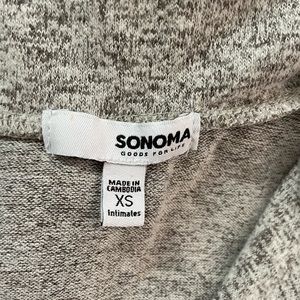 SONOMA
GOODS FOR LIFE
MADE IN
CAMBODIA
XS
Intimates